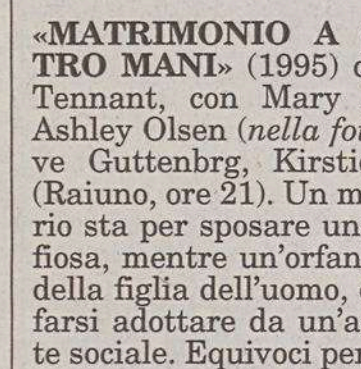 «MATRIMONIO A
TRO MANI» (1995)
Tennant, con Mary
Ashley Olsen (nella fo
ve Guttenbrg, Kirsti
(Raiuno, ore 21). Un m
rio sta per sposare un
fiosa, mentre un'orfan
della figlia dell'uomo,
farsi adottare da un'a
te sociale. Equivoci per